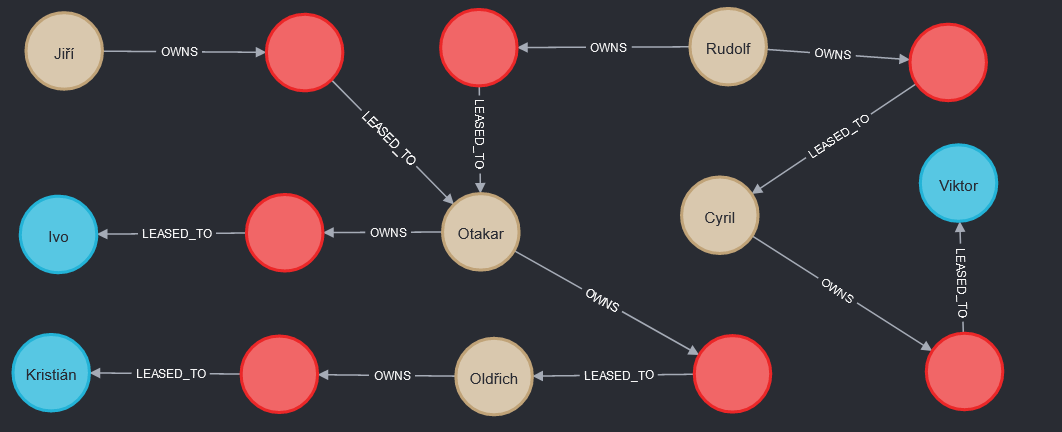 Jiří
OWNS
OWNS
Rudolf
OWNS
LEASED_TO
LEASED_TO
LEASED_TO
Viktor
Ivo
LEASED_TO
OWNS
Otakar
Cyril
OWNS
OWNS
LEASED_TO
Kristián
LEASED_TO
OWNS
Oldřich
LEASED_TO